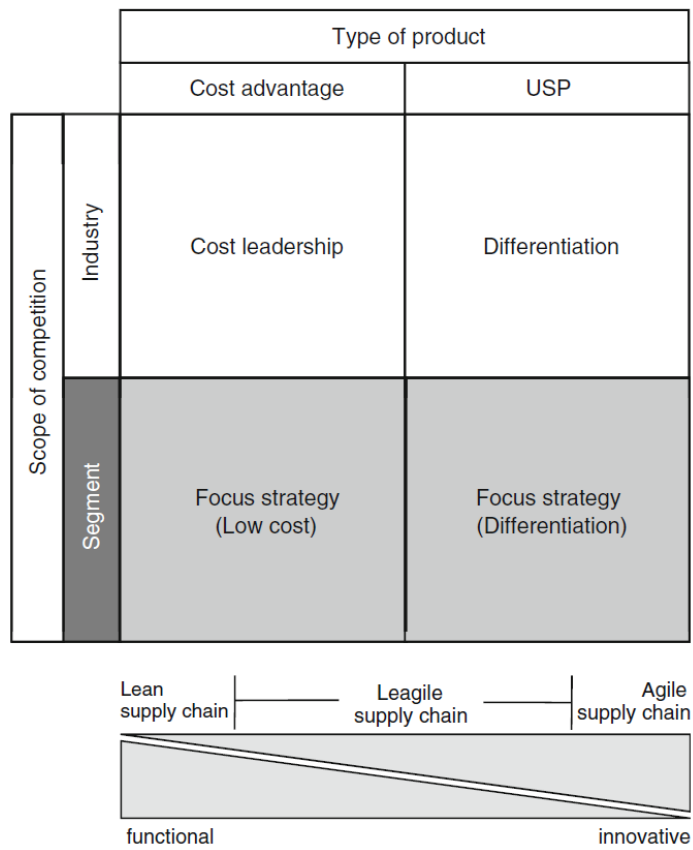 Type of product
Cost advantage
USP
Scope of competition
Industry
Cost leadership
Differentiation
Segment
Focus strategy
(Low cost)
Focus strategy
(Differentiation)
Lean
supply chain
Leagile
supply chain
Agile
supply chain
functional
innovative